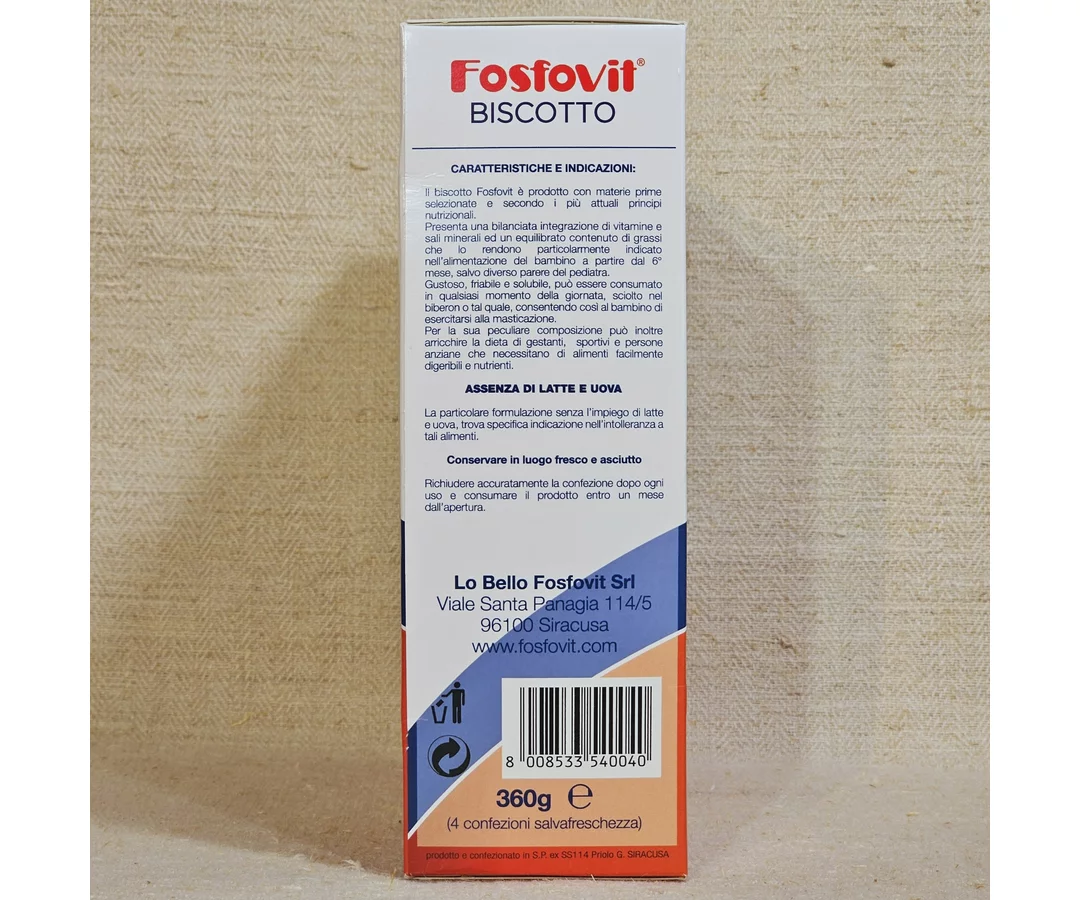 Fosfovit®
BISCOTTO
CARATTERISTICHE E INDICAZIONI:
Il biscotto Fosfovit è prodotto con materie prime
selezionate e secondo i più attuali principi
nutrizionali.
Presenta una bilanciata integrazione di vitamine e
sali minerali ed un equilibrato contenuto di grassi
che lo rendono particolarmente indicato
nell'alimentazione del bambino a partire dal 6°
mese, salvo diverso parere del pediatra.
Gustoso, friabile e solubile, può essere consumato
in qualsiasi momento della giornata, sciolto nel
biberon o tal quale, consentendo così al bambino di
esercitarsi alla masticazione.
Per la sua peculiare composizione può inoltre
arricchire la dieta di gestanti, sportivi e persone
anziane che necessitano di alimenti facilmente
digeribili e nutrienti.
ASSENZA DI LATTE E UOVA
La particolare formulazione senza l'impiego di latte
e uova, trova specifica indicazione nell'intolleranza a
tali alimenti.
Conservare in luogo fresco e asciutto
Richiudere accuratamente la confezione dopo ogni
uso e consumare il prodotto entro un mese
dall'apertura.
Lo Bello Fosfovit Srl
Viale Santa Panagia 114/5
96100 Siracusa
www.fosfovit.com
8 008533 540040
360g ℮
(4 confezioni salvafreschezza)
prodotto e confezionato in S.P. ex SS114 Priolo G. SIRACUSA